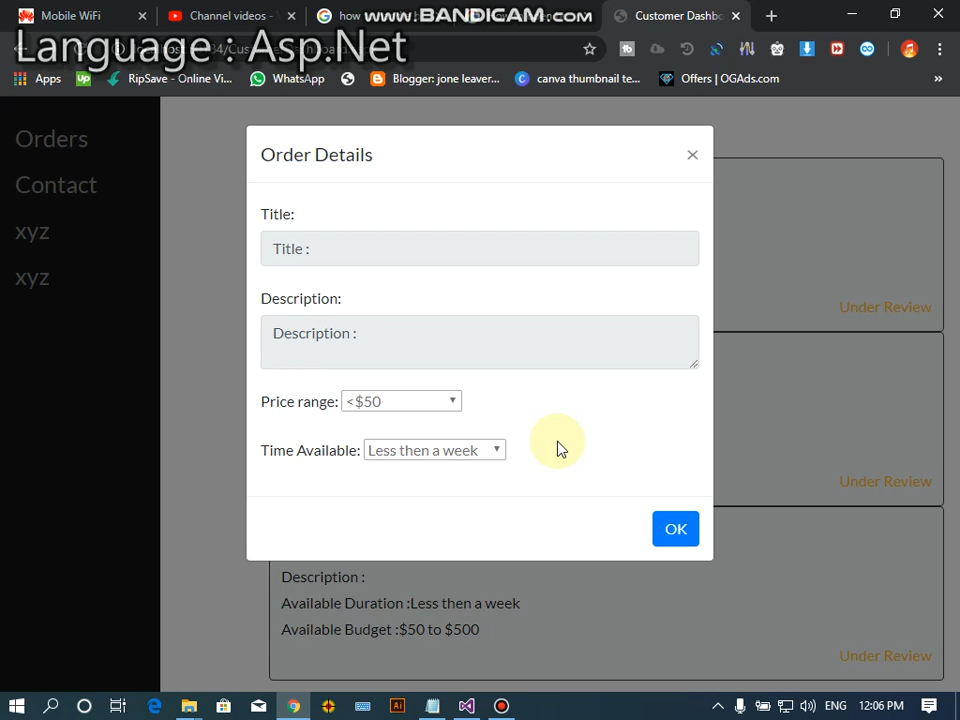 Mobile WiFi
Channel videos -
how
www.BANDICAM.com
Customer Dashbo
Language : Asp.Net
Apps
Up
RipSave - Online Vi...
WhatsApp
Blogger: jone leaver...
canva thumbnail te...
Offers | OGAds.com
»
Orders
Contact
xyz
xyz
Order Details
×
Title:
Title :
Description:
Description :
Price range: <$50
Time Available: Less then a week
OK
Under Review
Under Review
Description :
Available Duration :Less then a week
Available Budget :$50 to $500
Under Review
Ai
ENG
12:06 PM